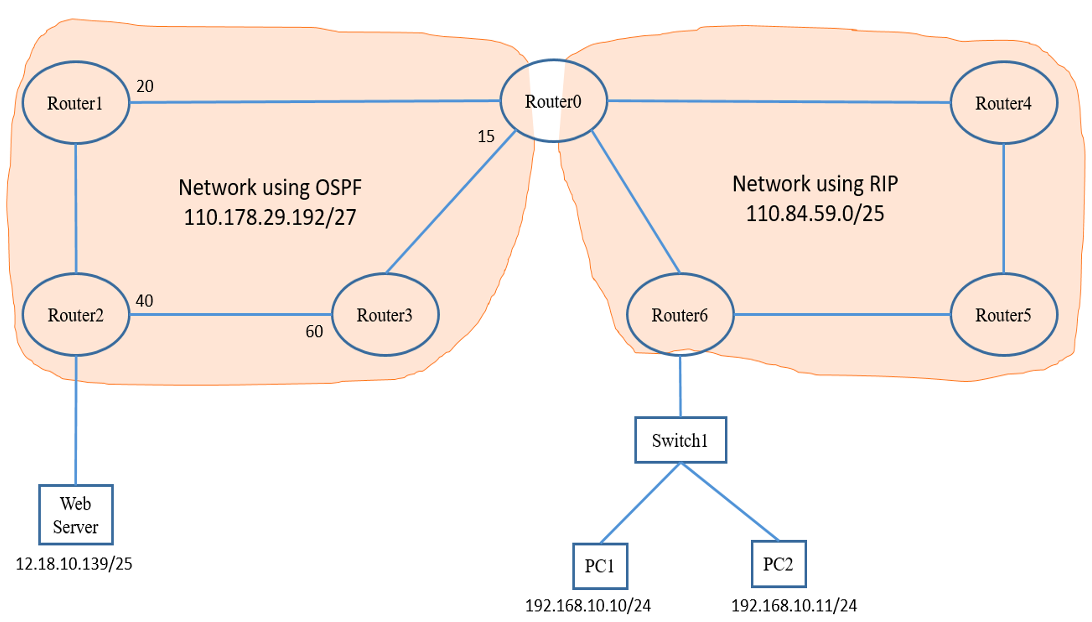 20
Router1
Router0
Router4
15
Network using OSPF
110.178.29.192/27
Network using RIP
110.84.59.0/25
40
Router2
60
Router3
Router6
Router5
Switch1
Web
Server
12.18.10.139/25
PC1
PC2
192.168.10.10/24
192.168.10.11/24